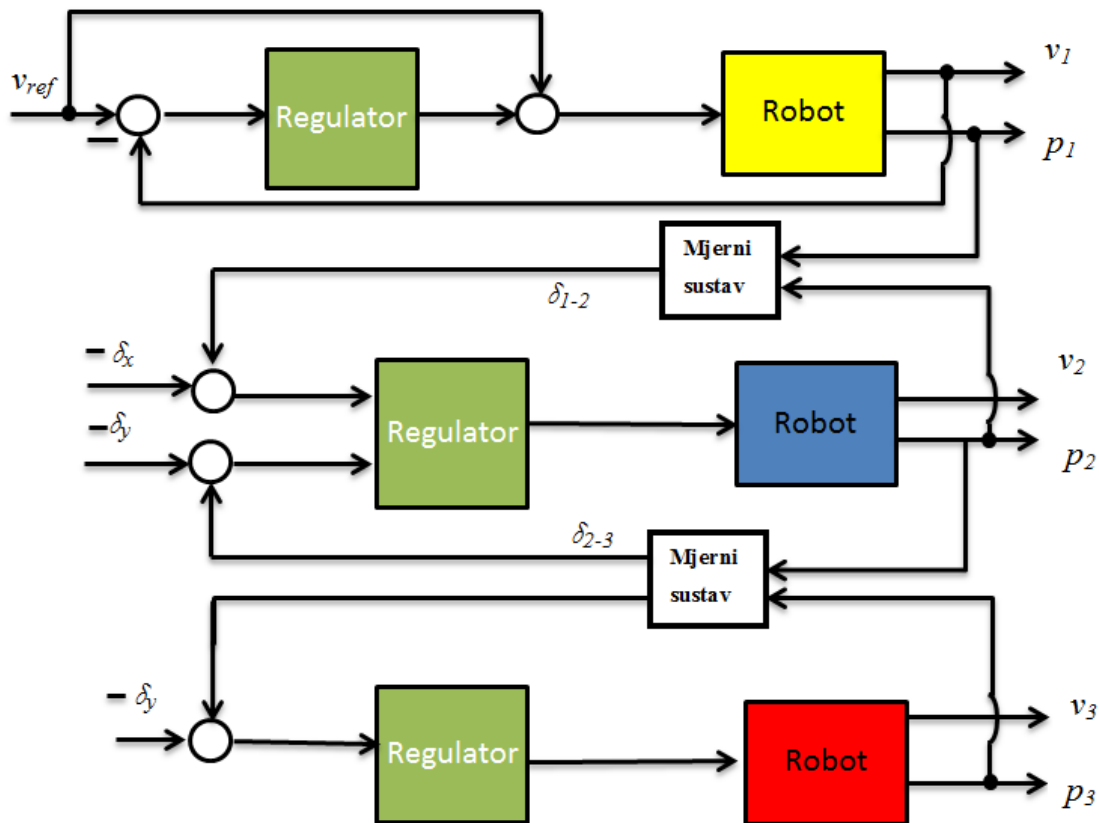 v_ref
−
Regulator
Robot
v_1
p_1
Mjerni
sustav
δ_1-2
− δ_x
−δ_y
Regulator
Robot
v_2
p_2
δ_2-3
Mjerni
sustav
− δ_y
Regulator
Robot
v_3
p_3